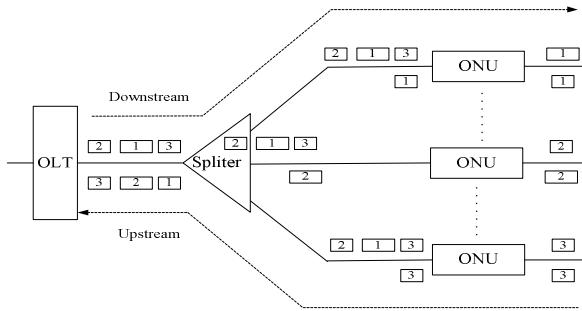 2 1 3 ONU 1
1 1
Downstream
2 1 3 2 1 3 2
OLT Spliter ONU
3 2 1 2 2
Upstream
2 1 3 3
ONU
3 3